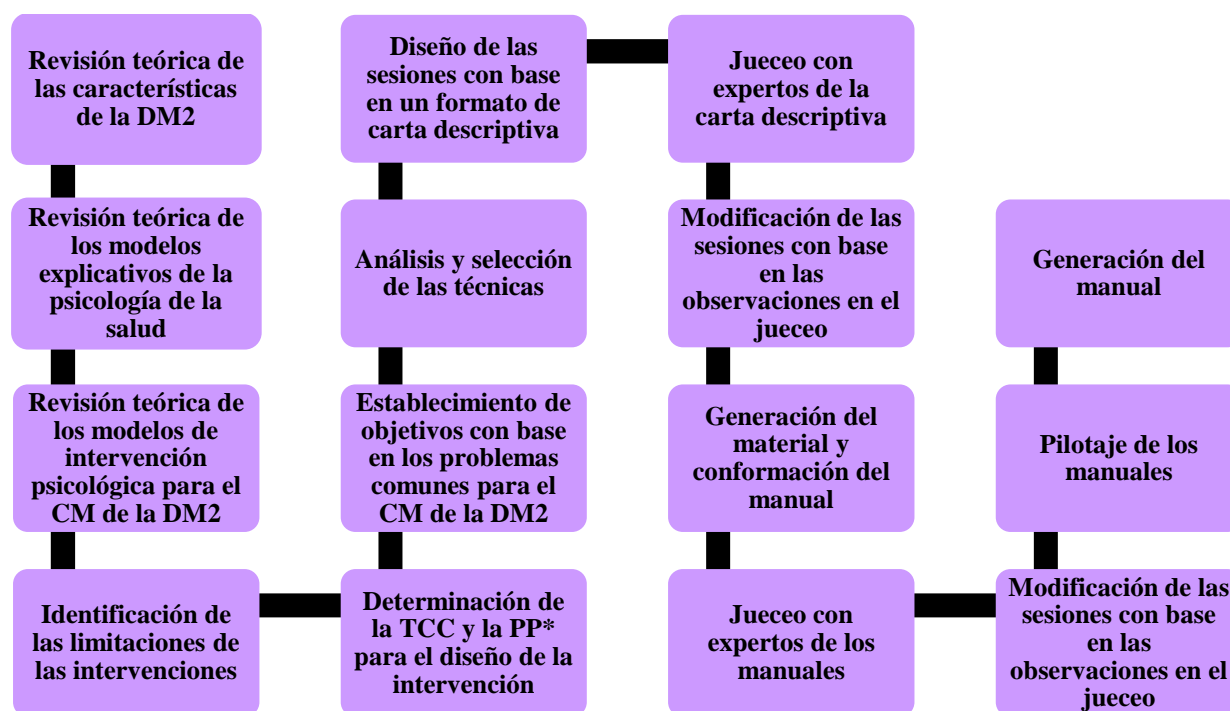 Revisión teórica de
las características
de la DM2
Revisión teórica de
los modelos
explicativos de la
psicología de la
salud
Revisión teórica de
los modelos de
intervención
psicológica para el
CM de la DM2
Identificación de
las limitaciones de
las intervenciones
Determinación de
la TCC y la PP*
para el diseño de la
intervención
Establecimiento de
objetivos con base
en los problemas
comunes para el
CM de la DM2
Análisis y selección
de las técnicas
Diseño de las
sesiones con base
en un formato de
carta descriptiva
Jueceo con
expertos de la
carta descriptiva
Modificación de las
sesiones con base
en las
observaciones en el
jueceo
Generación del
material y
conformación del
manual
Jueceo con
expertos de los
manuales
Modificación de las
sesiones con base
en las
observaciones en el
jueceo
Pilotaje de los
manuales
Generación del
manual